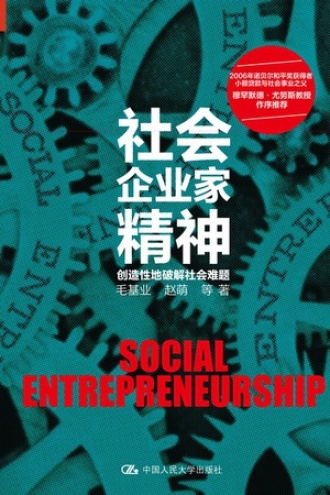 2006年诺贝尔和平奖获得者
小额贷款与社会事业之父
穆罕默德·尤努斯教授
作序推荐
社会
企业家
精神
创造性地破解社会难题
毛基业 赵萌 等 著
SOCIAL
ENTREPRENEURSHIP
中国人民大学出版社
SOCIAL